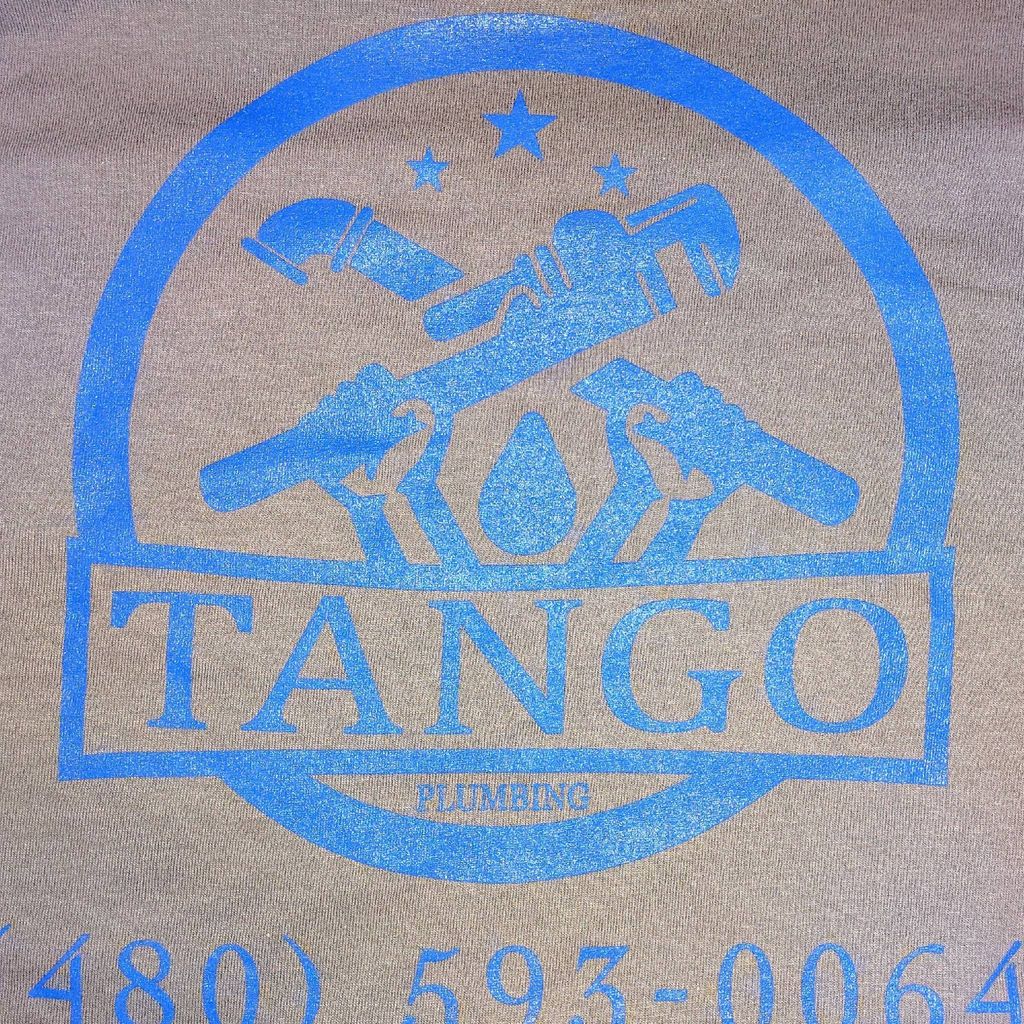 TANGO
PLUMBING
(480) 593-0064